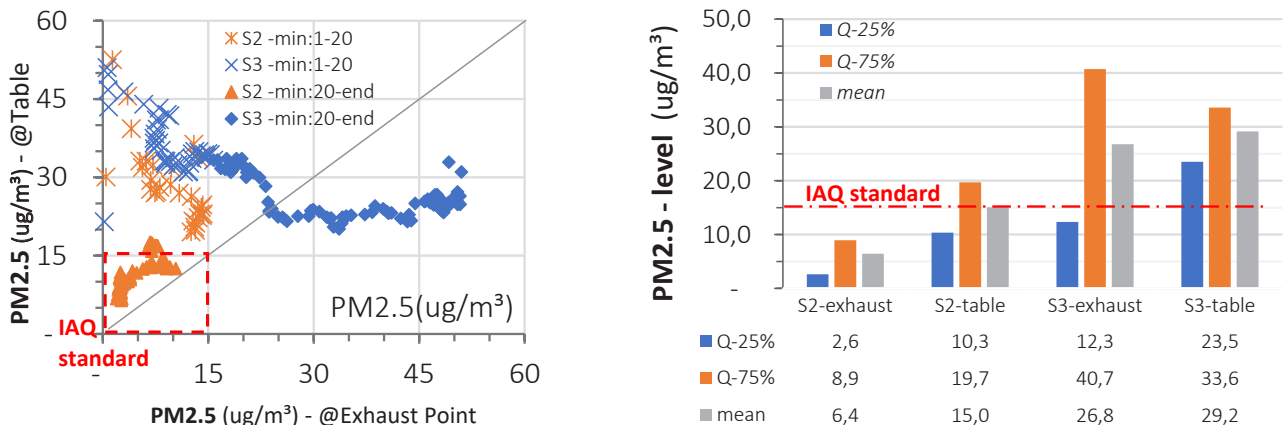 60
45
30
15
-
PM2.5 (ug/m³) - @Table
S2 -min:1-20
S3 -min:1-20
S2 -min:20-end
S3 -min:20-end
PM2.5(ug/m³)
IAQ
standard
- 15 30 45 60
PM2.5 (ug/m³) - @Exhaust Point
50,0
40,0
30,0
20,0
10,0
-
PM2.5 - level (ug/m³)
Q-25%
Q-75%
mean
IAQ standard
S2-exhaust S2-table S3-exhaust S3-table
Q-25% 2,6 10,3 12,3 23,5
Q-75% 8,9 19,7 40,7 33,6
mean 6,4 15,0 26,8 29,2